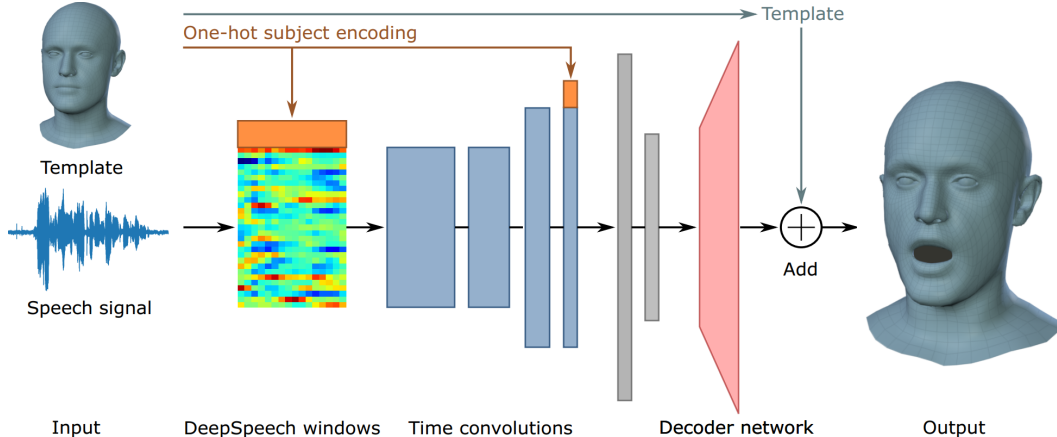 Template
One-hot subject encoding
Template
Speech signal
Add
Input
DeepSpeech windows
Time convolutions
Decoder network
Output